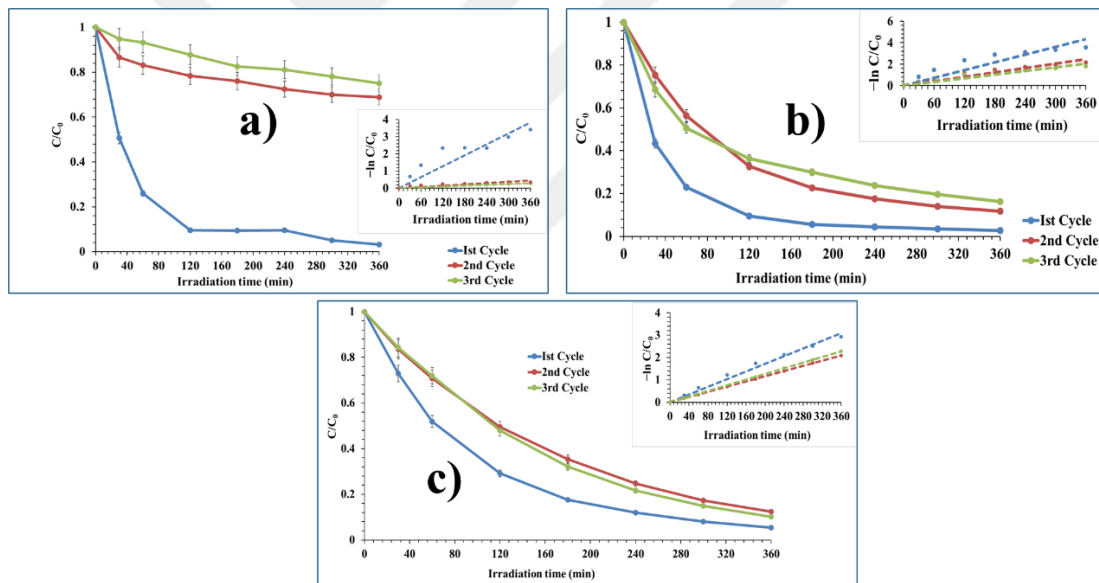 a)
C/C0
1
0.8
0.6
0.4
0.2
0
0 40 80 120 160 200 240 280 320 360
Irradiation time (min)
Ist Cycle
2nd Cycle
3rd Cycle
−ln C/C0
4
3
2
1
0
0 60 120 180 240 300 360
Irradiation time (min)
b)
C/C0
1
0.8
0.6
0.4
0.2
0
0 40 80 120 160 200 240 280 320 360
Irradiation time (min)
Ist Cycle
2nd Cycle
3rd Cycle
−ln C/C0
6
4
2
0
0 60 120 180 240 300 360
Irradiation time (min)
c)
C/C0
1
0.8
0.6
0.4
0.2
0
0 40 80 120 160 200 240 280 320 360
Irradiation time (min)
Ist Cycle
2nd Cycle
3rd Cycle
−ln C/C0
4
3
2
1
0
0 60 120 180 240 300 360
Irradiation time (min)